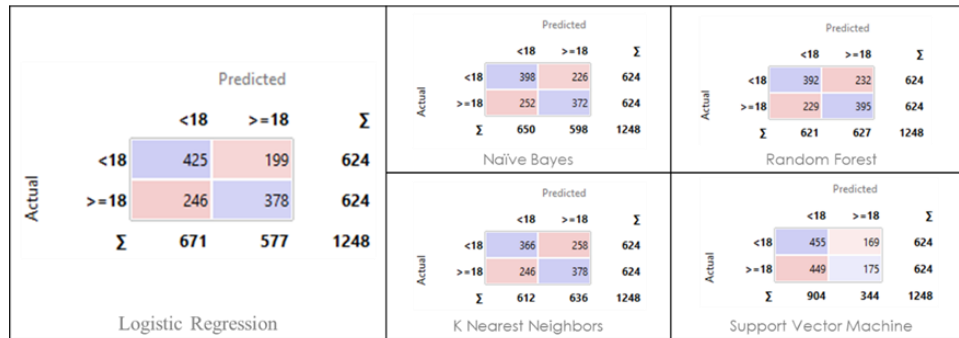 Predicted
<18 >=18 Σ
Actual
<18 425 199 624
>=18 246 378 624
Σ 671 577 1248
Logistic Regression
Predicted
<18 >=18 Σ
Actual
<18 398 226 624
>=18 252 372 624
Σ 650 598 1248
Naïve Bayes
Predicted
<18 >=18 Σ
Actual
<18 392 232 624
>=18 229 395 624
Σ 621 627 1248
Random Forest
Predicted
<18 >=18 Σ
Actual
<18 366 258 624
>=18 246 378 624
Σ 612 636 1248
K Nearest Neighbors
Predicted
<18 >=18 Σ
Actual
<18 455 169 624
>=18 449 175 624
Σ 904 344 1248
Support Vector Machine